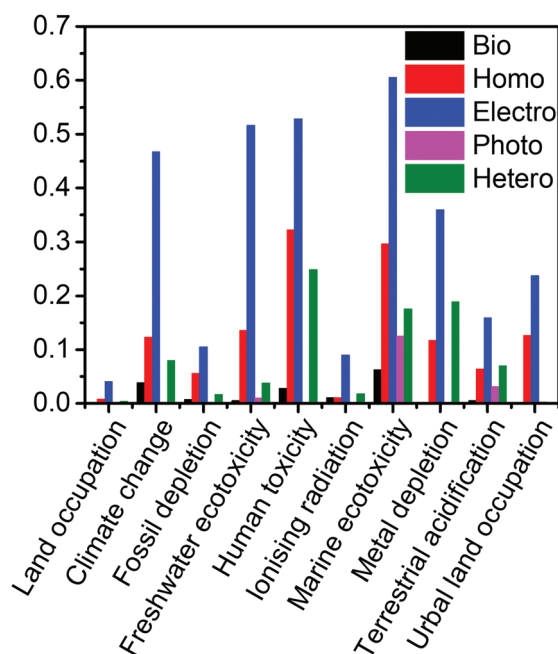 0.7
0.6
0.5
0.4
0.3
0.2
0.1
0.0
Bio
Homo
Electro
Photo
Hetero
Land occupation
Climate change
Fossil depletion
Freshwater ecotoxicity
Human toxicity
Ionising radiation
Marine ecotoxicity
Metal depletion
Terrestrial acidification
Urbal land occupation